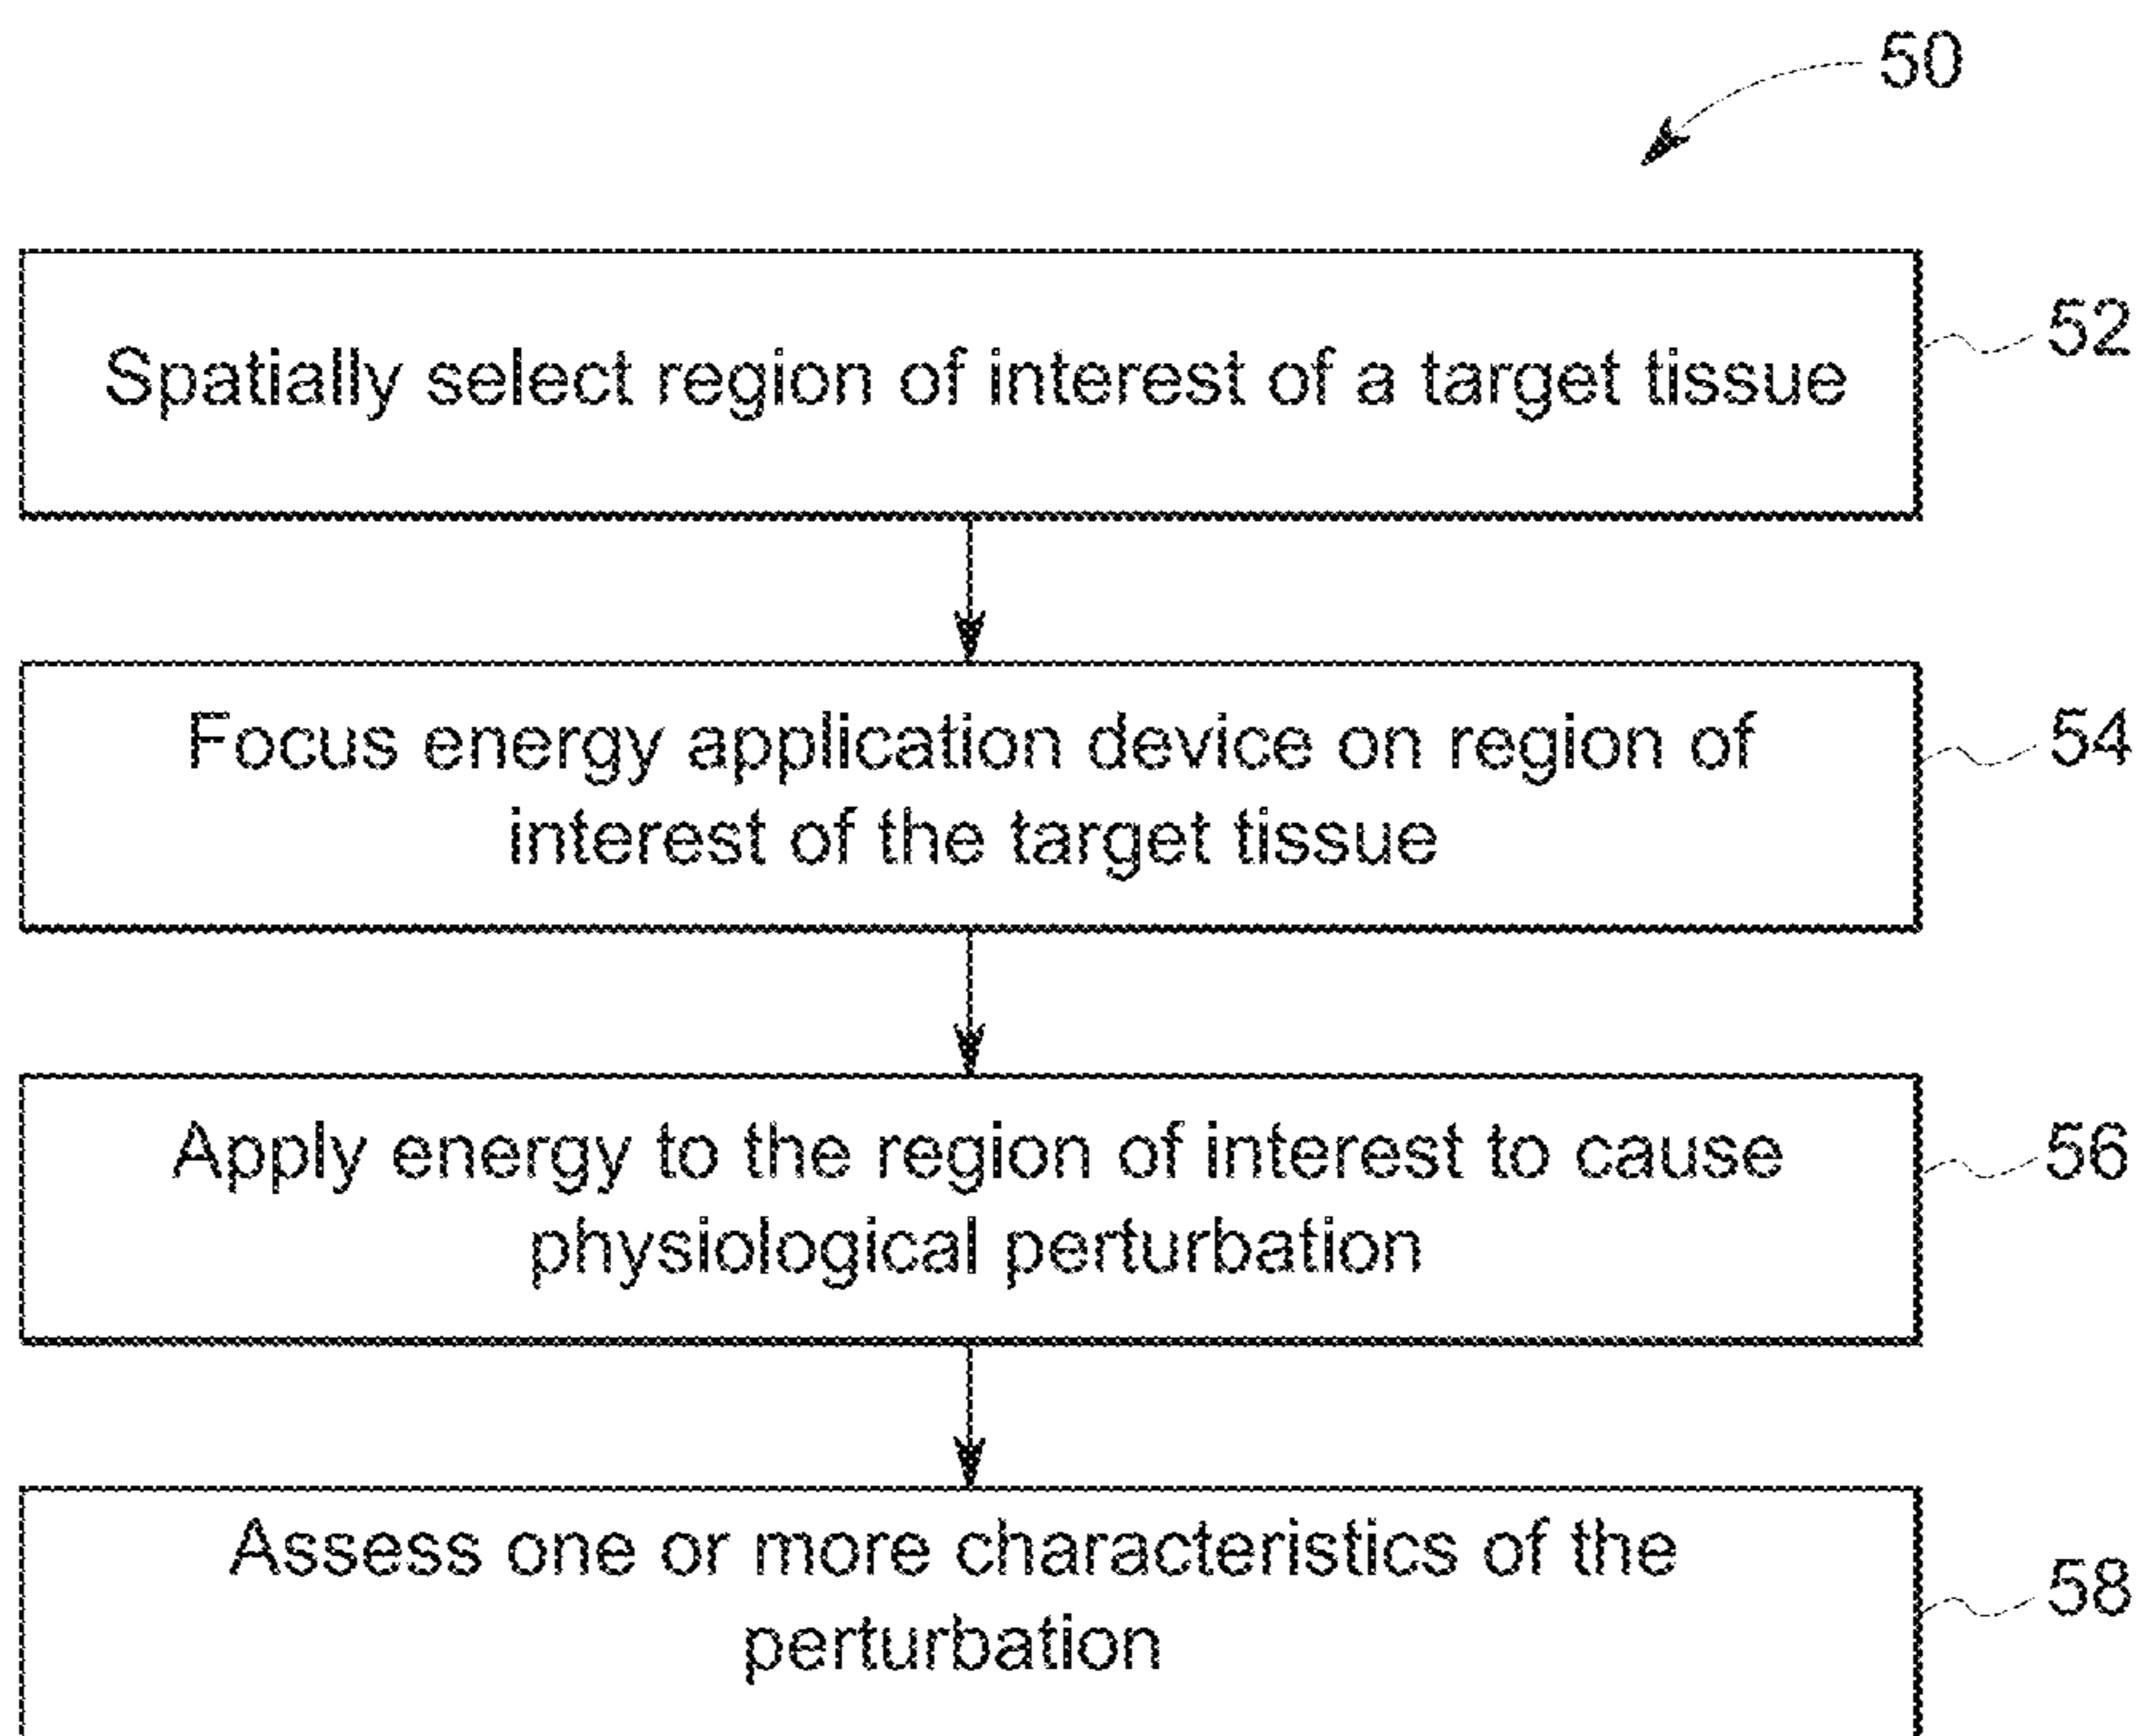 50
Spatially select region of interest of a target tissue
52
Focus energy application device on region of
interest of the target tissue
54
Apply energy to the region of interest to cause
physiological perturbation
56
Assess one or more characteristics of the
perturbation
58